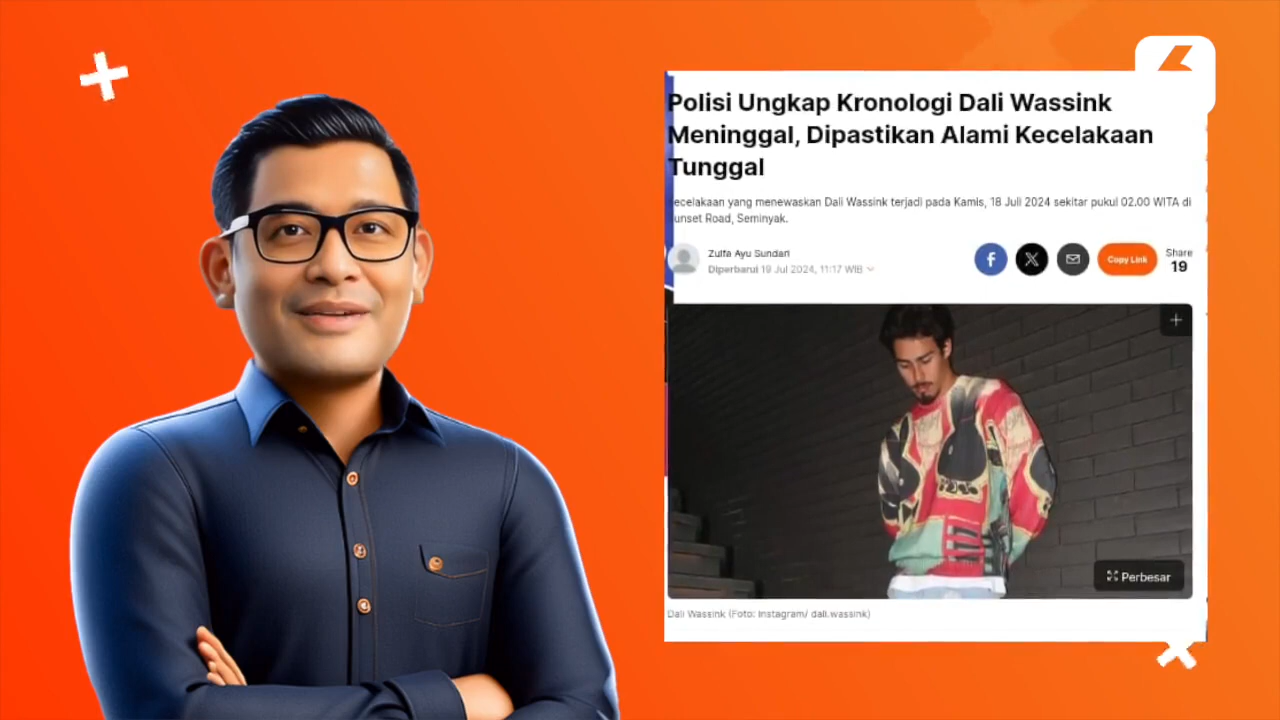 Polisi Ungkap Kronologi Dali Wassink
Meninggal, Dipastikan Alami Kecelakaan
Tunggal
ecelakaan yang menewaskan Dali Wassink terjadi pada Kamis, 18 Juli 2024 sekitar pukul 02.00 WITA di
unset Road, Seminyak.
Zulfa Ayu Sundari
Diperbarui 19 Jul 2024, 11:17 WIB
Copy Link
Share
19
Perbesar
Dali Wassink (Foto: Instagram/ dali.wassink)